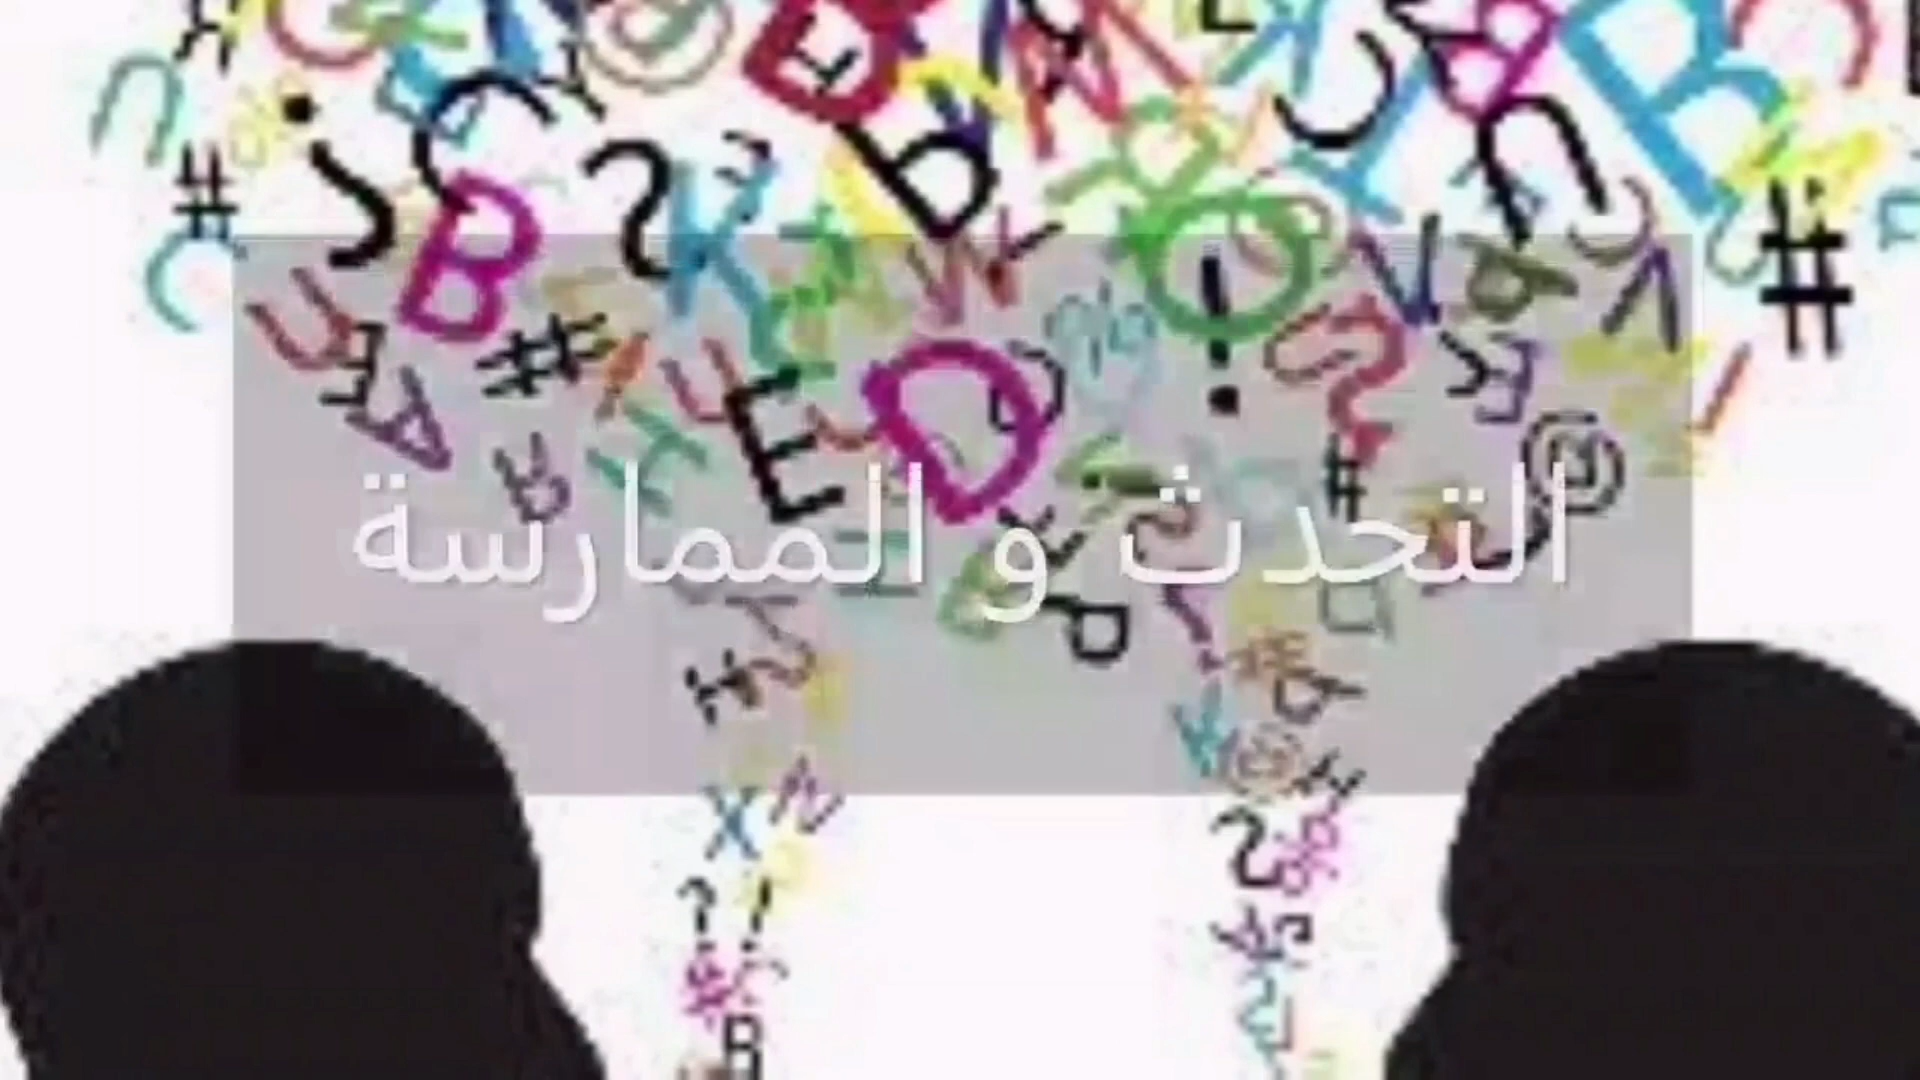 التحدث و الممارسة